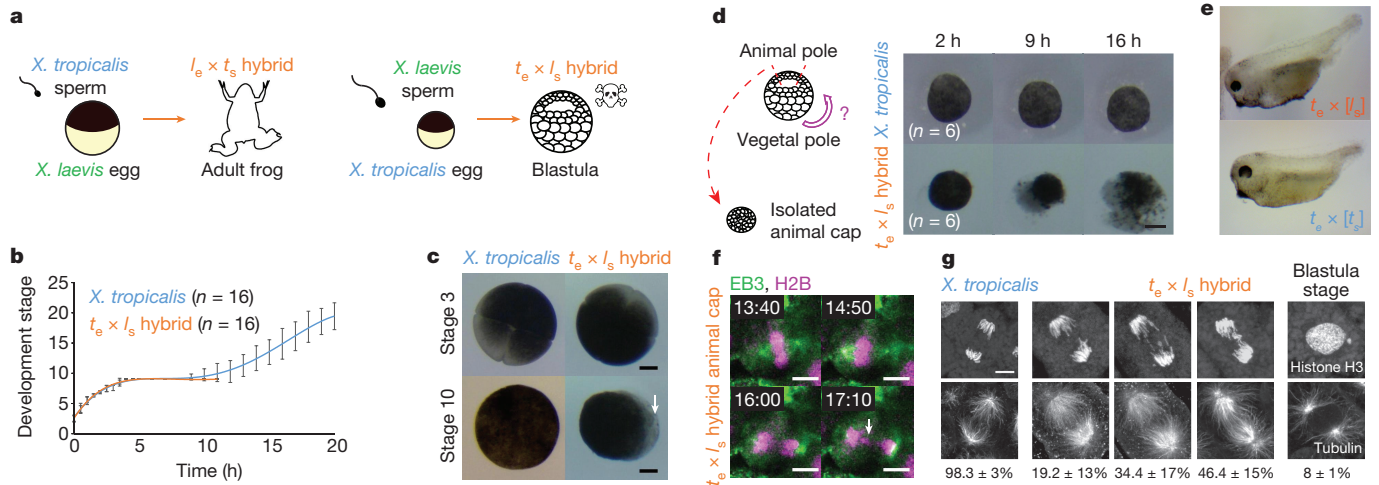 a
X. tropicalis
sperm
X. laevis egg
lₑ × tₛ hybrid
Adult frog
X. laevis
sperm
X. tropicalis egg
tₑ × lₛ hybrid
Blastula
b
Development stage
25
20
15
10
5
0
X. tropicalis (n = 16)
tₑ × lₛ hybrid (n = 16)
0
5
10
15
20
Time (h)
c
X. tropicalis
tₑ × lₛ hybrid
Stage 3
Stage 10
d
Animal pole
?
Vegetal pole
Isolated
animal cap
2 h
9 h
16 h
X. tropicalis
(n = 6)
tₑ × lₛ hybrid
(n = 6)
e
tₑ × [lₛ]
tₑ × [tₛ]
f
EB3, H2B
tₑ × lₛ hybrid animal cap
13:40
14:50
16:00
17:10
g
X. tropicalis
tₑ × lₛ hybrid
Blastula
stage
Histone H3
Tubulin
98.3 ± 3%
19.2 ± 13%
34.4 ± 17%
46.4 ± 15%
8 ± 1%